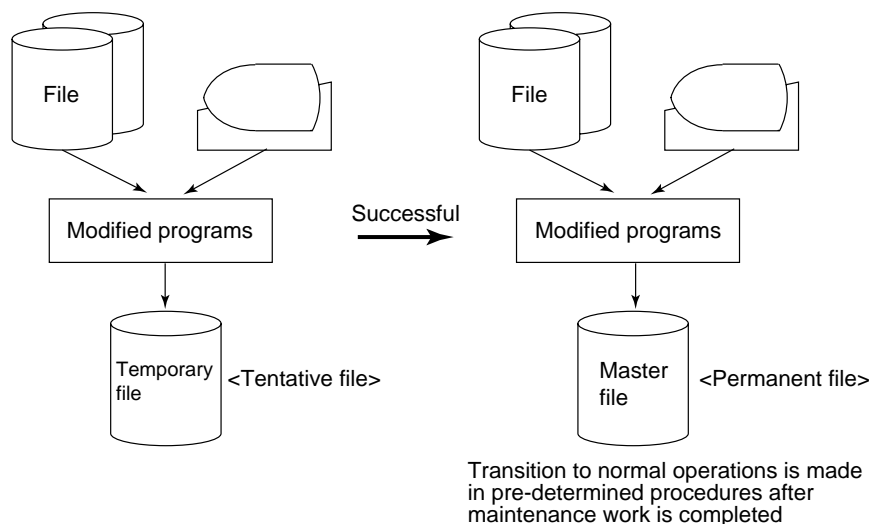 File
File
Modified programs
Successful
Modified programs
Temporary
file
<Tentative file>
Master
file
<Permanent file>
Transition to normal operations is made
in pre-determined procedures after
maintenance work is completed